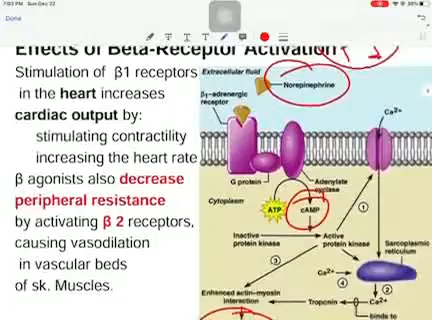 7:03 PM Sun Dec 22
Done
Effects of Beta-Receptor Activation
Stimulation of β1 receptors
in the heart increases
cardiac output by:
stimulating contractility
increasing the heart rate
β agonists also decrease
peripheral resistance
by activating β 2 receptors,
causing vasodilation
in vascular beds
of sk. Muscles.
Extracellular fluid
Norepinephrine
β1-adrenergic
receptor
Ca2+
G protein
Adenylate
cyclase
Cytoplasm
ATP
cAMP
1
Inactive
protein kinase
Active
protein kinase
Sarcoplasmic
reticulum
3
Ca2+
4
2
Enhanced actin–myosin
interaction
Troponin
Ca2+
binds to